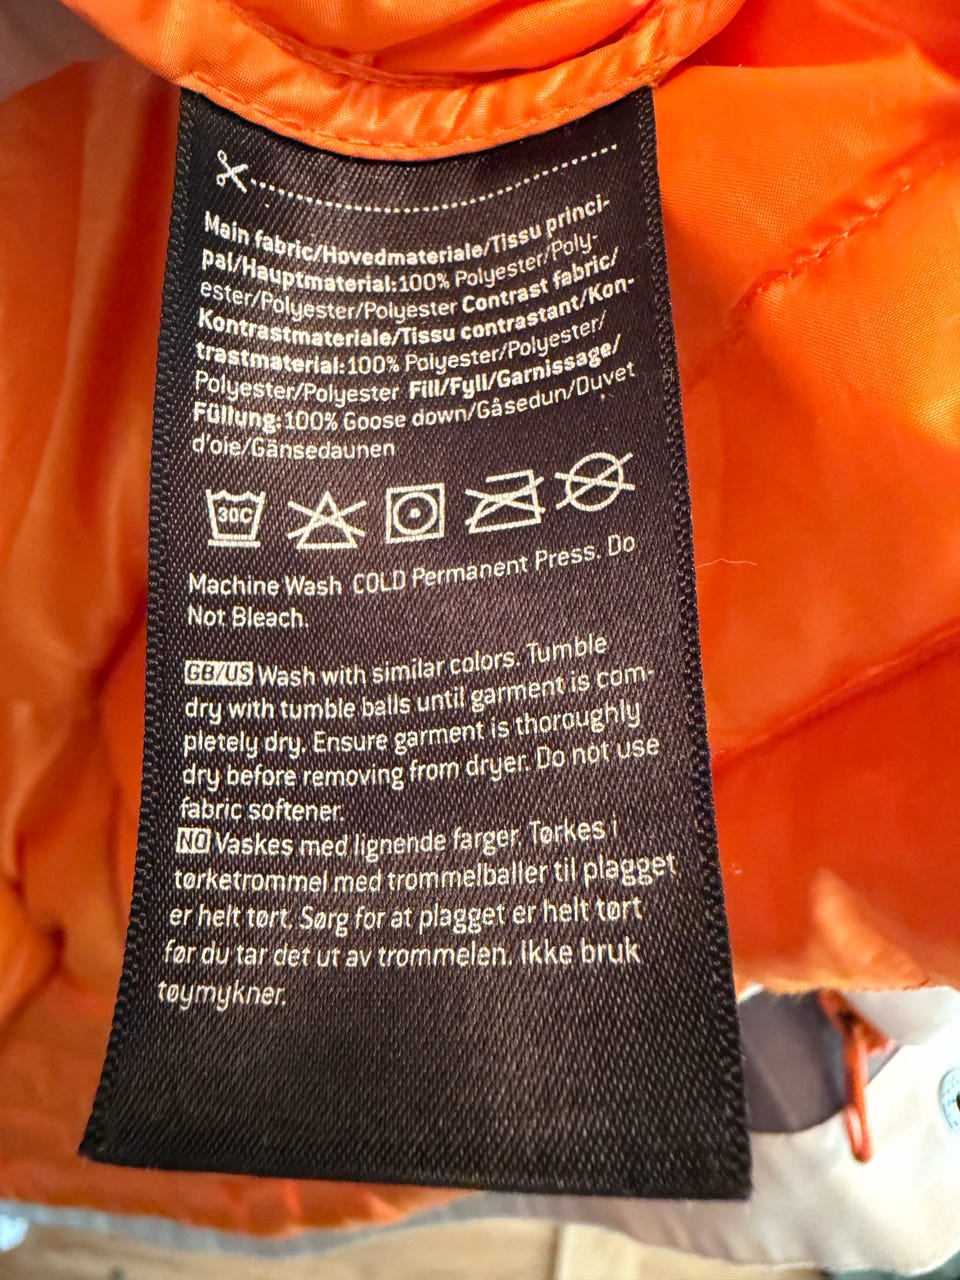 Main fabric/Hovedmateriale/Tissu princi-
pal/Hauptmaterial:100% Polyester/Poly-
ester/Polyester/Polyester Contrast fabric/
Kontrastmateriale/Tissu contrastant/Kon-
trastmaterial:100% Polyester/Polyester/
Polyester/Polyester Fill/Fyll/Garnissage/
Füllung:100% Goose down/Gåsedun/Duvet
d'oie/Gänsedaunen
30C
Machine Wash COLD Permanent Press. Do
Not Bleach.
GB/US Wash with similar colors. Tumble
dry with tumble balls until garment is com-
pletely dry. Ensure garment is thoroughly
dry before removing from dryer. Do not use
fabric softener.
NO Vaskes med lignende farger. Tørkes i
tørketrommel med trommelballer til plagget
er helt tørt. Sørg for at plagget er helt tørt
før du tar det ut av trommelen. Ikke bruk
tøymykner.